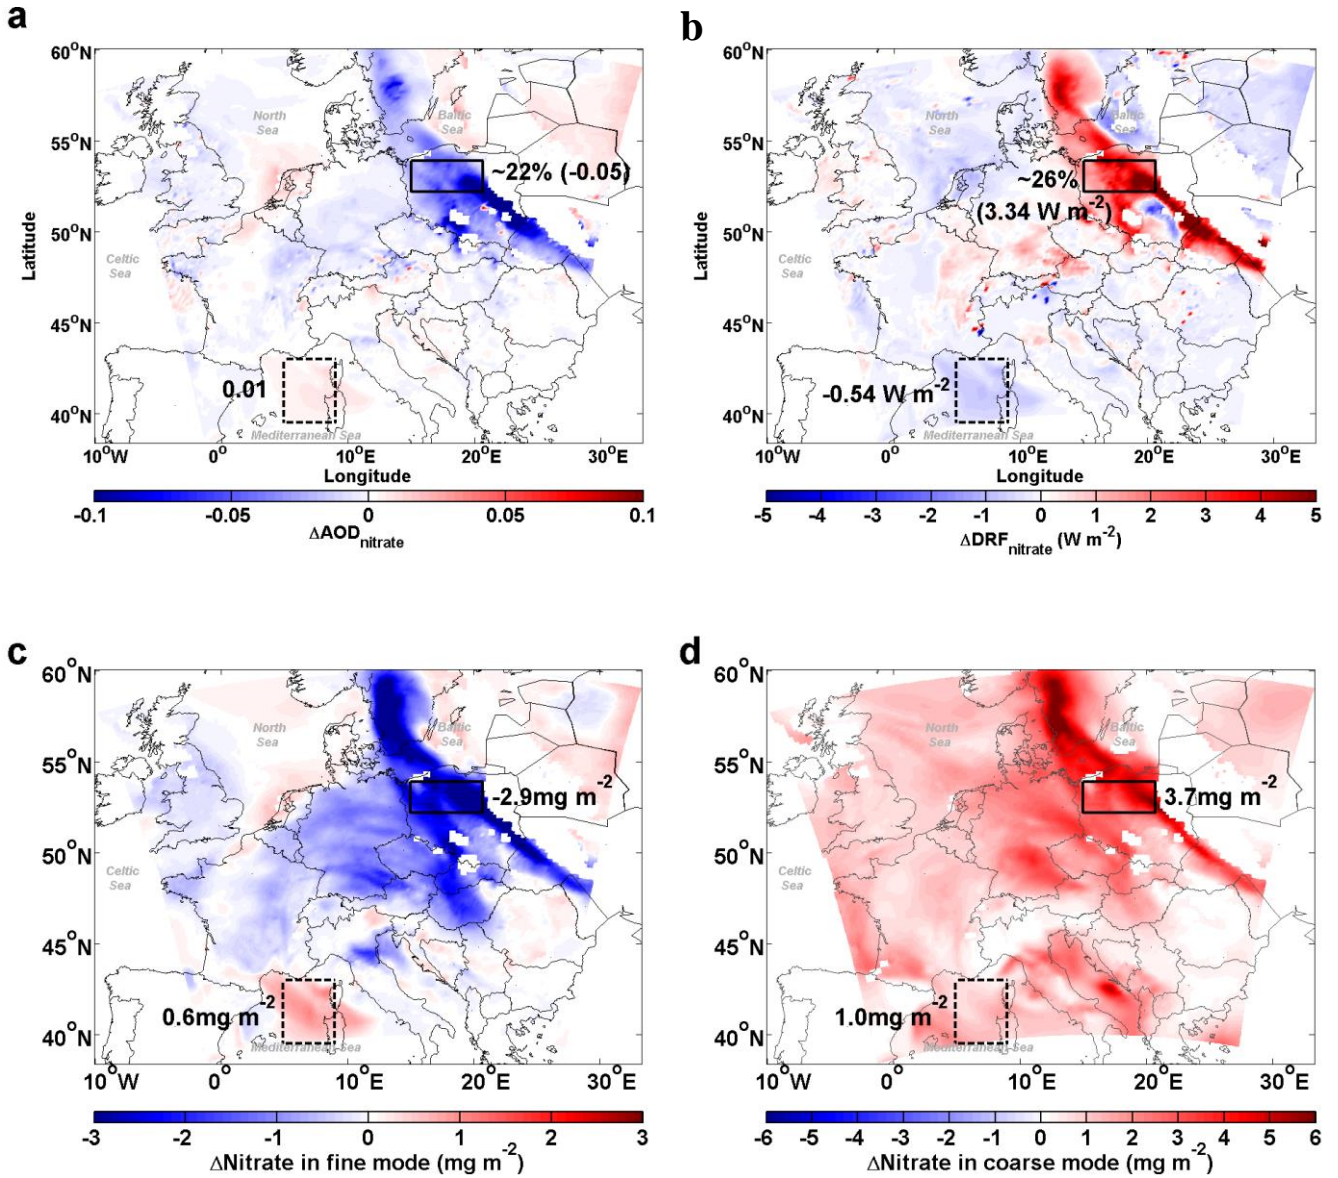 a
60°N
55°N
50°N
45°N
40°N
Latitude
North
Sea
Baltic
Sea
Celtic
Sea
Mediterranean Sea
~22% (-0.05)
0.01
10°W
0°
10°E
20°E
30°E
Longitude
-0.1
-0.05
0
0.05
0.1
ΔAODnitrate
b
60°N
55°N
50°N
45°N
40°N
Latitude
North
Sea
Baltic
Sea
Celtic
Sea
Mediterranean Sea
~26%
(3.34 W m-2)
-0.54 W m-2
10°W
0°
10°E
20°E
30°E
Longitude
-5
-4
-3
-2
-1
0
1
2
3
4
5
ΔDRFnitrate (W m-2)
c
60°N
55°N
50°N
45°N
40°N
North
Sea
Baltic
Sea
Celtic
Sea
Mediterranean Sea
-2.9mg m-2
0.6mg m-2
10°W
0°
10°E
20°E
30°E
-3
-2
-1
0
1
2
3
ΔNitrate in fine mode (mg m-2)
d
60°N
55°N
50°N
45°N
40°N
North
Sea
Baltic
Sea
Celtic
Sea
Mediterranean Sea
3.7mg m-2
1.0mg m-2
10°W
0°
10°E
20°E
30°E
-6
-5
-4
-3
-2
-1
0
1
2
3
4
5
6
ΔNitrate in coarse mode (mg m-2)